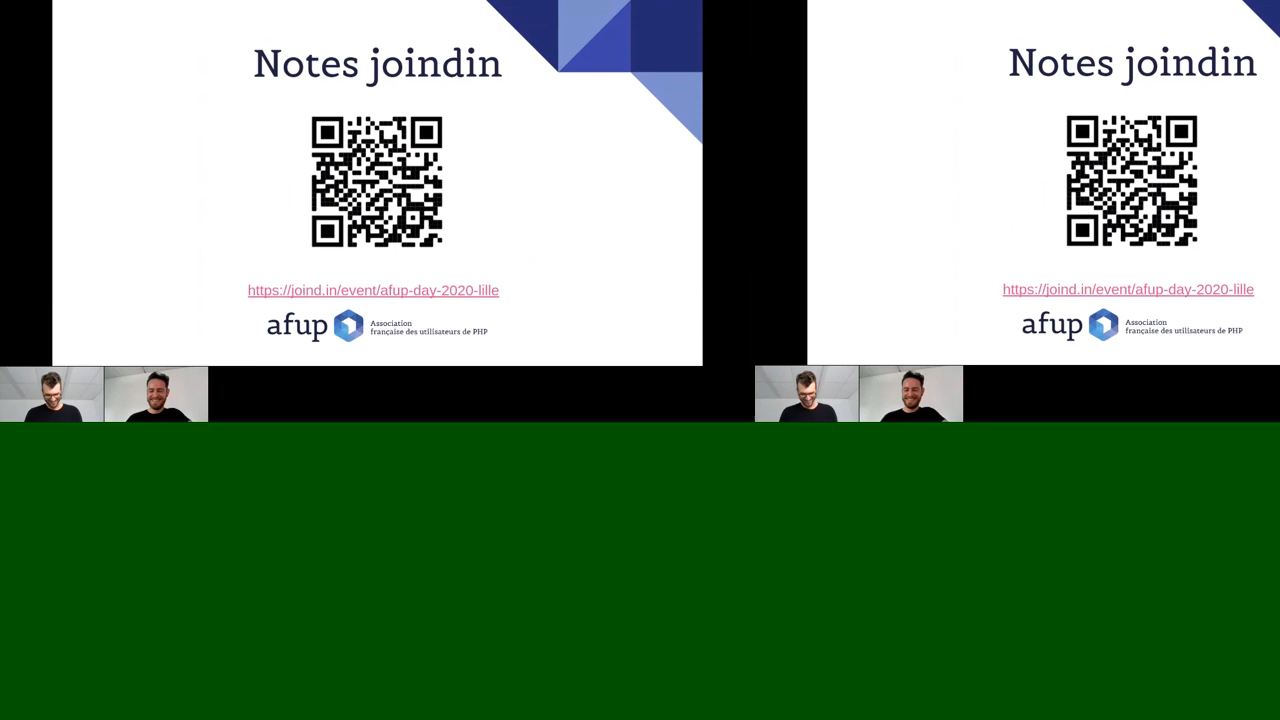 Notes joindin
https://joind.in/event/afup-day-2020-lille
afup
Association
française des utilisateurs de PHP
Notes joindin
https://joind.in/event/afup-day-2020-lille
afup
Association
française des utilisateurs de PHP